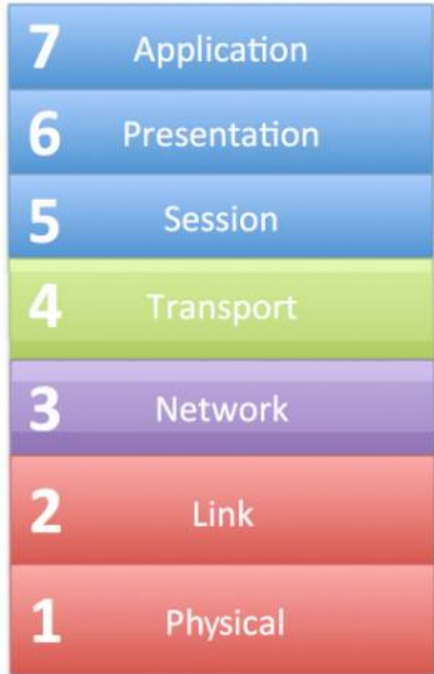 7 Application
6 Presentation
5 Session
4 Transport
3 Network
2 Link
1 Physical